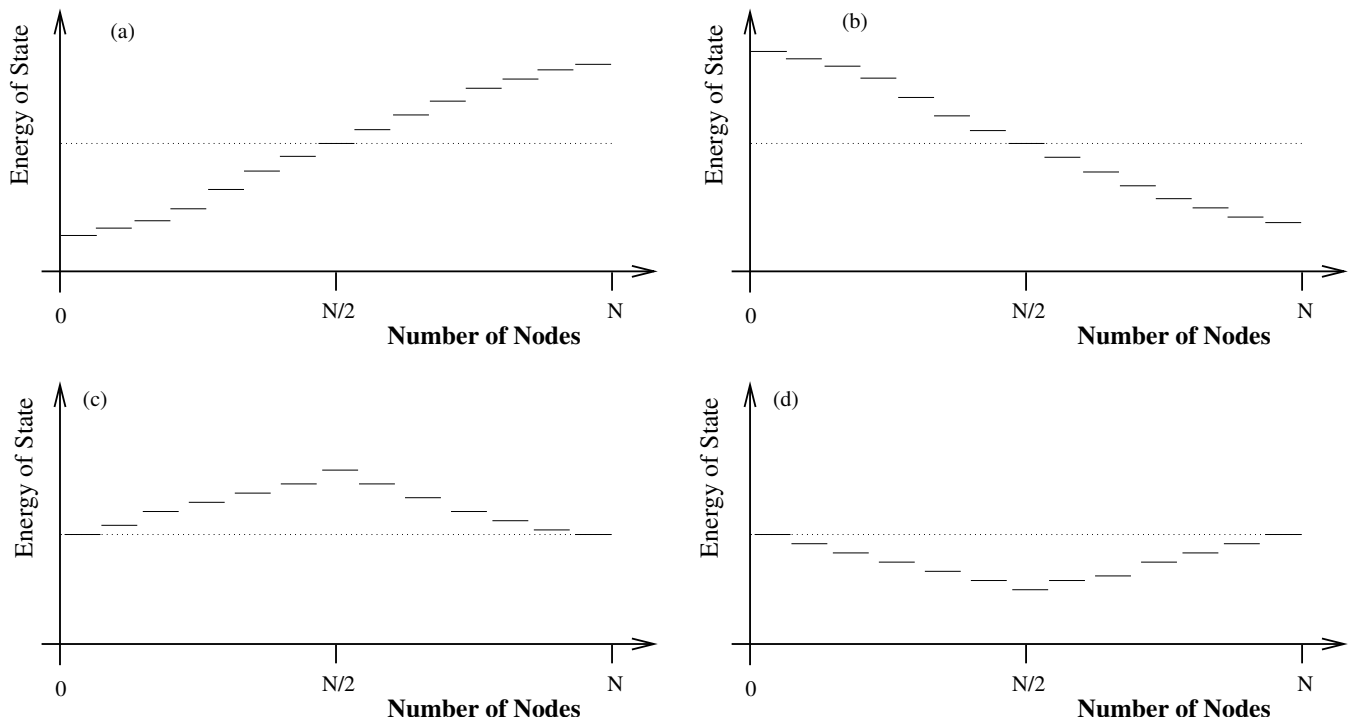 (a)
Energy of State
0
N/2
N
Number of Nodes
(b)
Energy of State
0
N/2
N
Number of Nodes
(c)
Energy of State
0
N/2
N
Number of Nodes
(d)
Energy of State
0
N/2
N
Number of Nodes